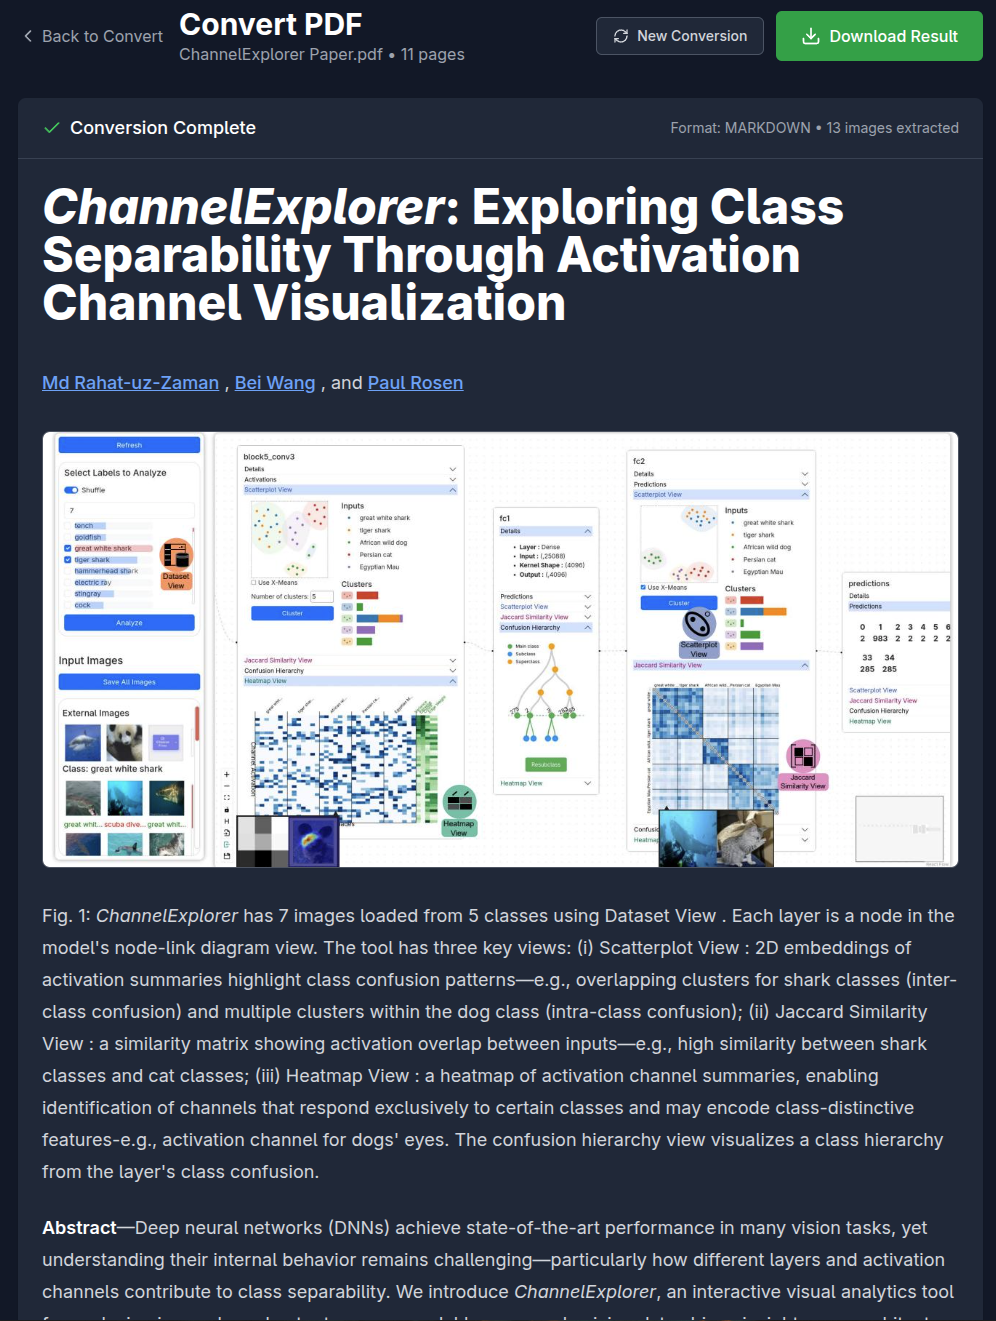 Back to Convert
Convert PDF
ChannelExplorer Paper.pdf • 11 pages
New Conversion
Download Result
Conversion Complete
Format: MARKDOWN • 13 images extracted
ChannelExplorer: Exploring Class
Separability Through Activation
Channel Visualization
Md Rahat-uz-Zaman , Bei Wang , and Paul Rosen
Refresh
Select Labels to Analyze
Shuffle
7
tench
goldfish
great white shark
tiger shark
hammerhead shark
electric ray
stingray
cock
Dataset
View
Analyze
Input Images
Save All Images
External Images
Class: great white shark
great whit... scuba dive... great whit...
block5_conv3
Details
Activations
Scatterplot View
Inputs
great white shark
tiger shark
African wild dog
Persian cat
Egyptian Mau
Use X-Means
Number of clusters: 5
Cluster
Clusters
Jaccard Similarity View
Confusion Hierarchy
Heatmap View
Heatmap
View
fc1
Details
Layer : Dense
Input : (,25088)
Kernel Shape : (,4096)
Output : (,4096)
Predictions
Scatterplot View
Jaccard Similarity View
Confusion Hierarchy
Main class
Subclass
Superclass
Heatmap View
fc2
Details
Predictions
Scatterplot View
Inputs
great white shark
tiger shark
African wild dog
Persian cat
Egyptian Mau
Use X-Means
Cluster
Clusters
Scatterplot
View
Jaccard Similarity View
Jaccard
Similarity View
predictions
Details
Predictions
0 1 2 3 4 5 6
2 983 2 2 2 2 2
33 34
285 285
Scatterplot View
Jaccard Similarity View
Confusion Hierarchy
Heatmap View
Fig. 1: ChannelExplorer has 7 images loaded from 5 classes using Dataset View . Each layer is a node in the
model's node-link diagram view. The tool has three key views: (i) Scatterplot View : 2D embeddings of
activation summaries highlight class confusion patterns—e.g., overlapping clusters for shark classes (inter-
class confusion) and multiple clusters within the dog class (intra-class confusion); (ii) Jaccard Similarity
View : a similarity matrix showing activation overlap between inputs—e.g., high similarity between shark
classes and cat classes; (iii) Heatmap View : a heatmap of activation channel summaries, enabling
identification of channels that respond exclusively to certain classes and may encode class-distinctive
features-e.g., activation channel for dogs' eyes. The confusion hierarchy view visualizes a class hierarchy
from the layer's class confusion.
Abstract—Deep neural networks (DNNs) achieve state-of-the-art performance in many vision tasks, yet
understanding their internal behavior remains challenging—particularly how different layers and activation
channels contribute to class separability. We introduce ChannelExplorer, an interactive visual analytics tool